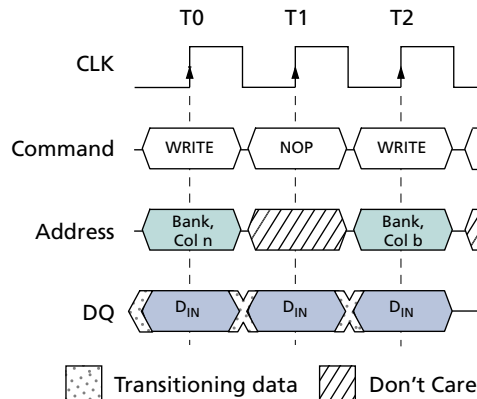 T0 T1 T2
CLK
Command WRITE NOP WRITE
Address Bank, Col n Bank, Col b
DQ DIN DIN DIN
Transitioning data Don't Care